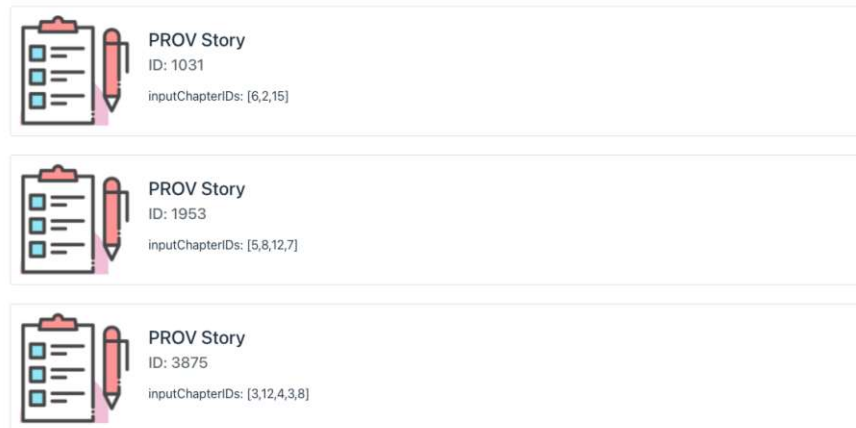 PROV Story
ID: 1031
inputChapterIDs: [6,2,15]
PROV Story
ID: 1953
inputChapterIDs: [5,8,12,7]
PROV Story
ID: 3875
inputChapterIDs: [3,12,4,3,8]